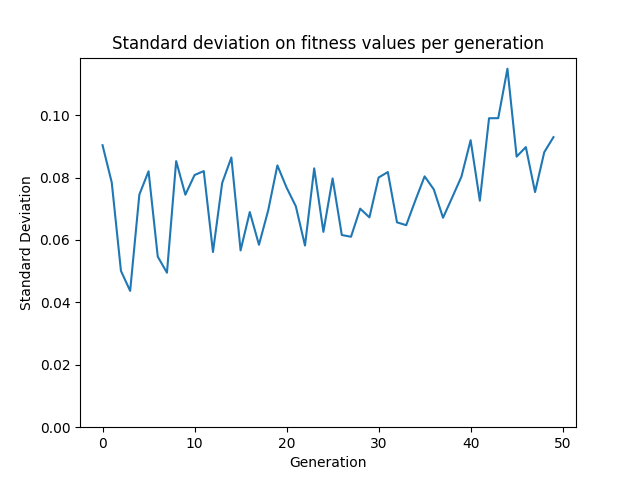 Standard deviation on fitness values per generation
0.10
0.08
0.06
0.04
0.02
0.00
Standard Deviation
0 10 20 30 40 50
Generation